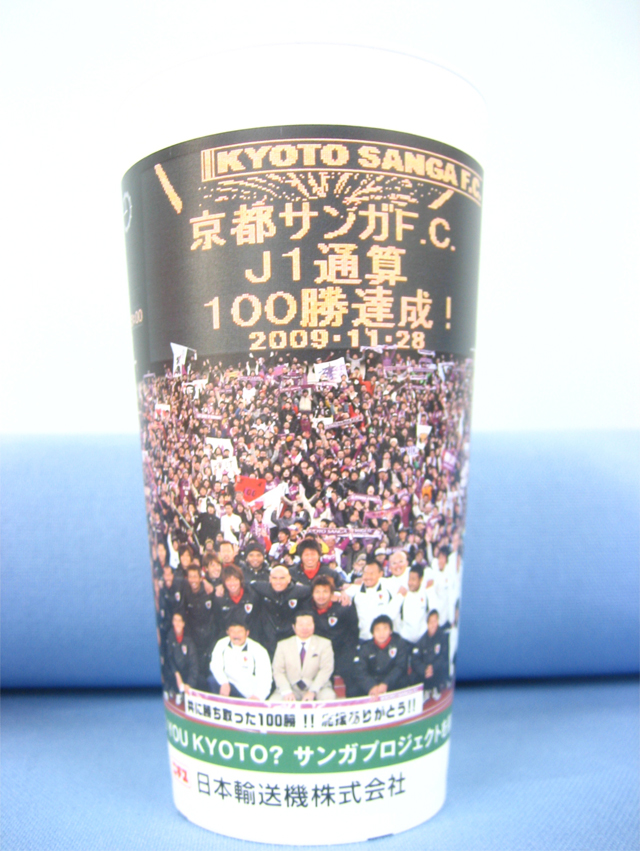 KYOTO SANGA F.C.
京都サンガF.C.
J1通算
100勝達成!
2009・11・28
共に勝ち取った100勝!!応援ありがとう!!
YOU KYOTO? サンガプロジェクト
日本輸送機株式会社